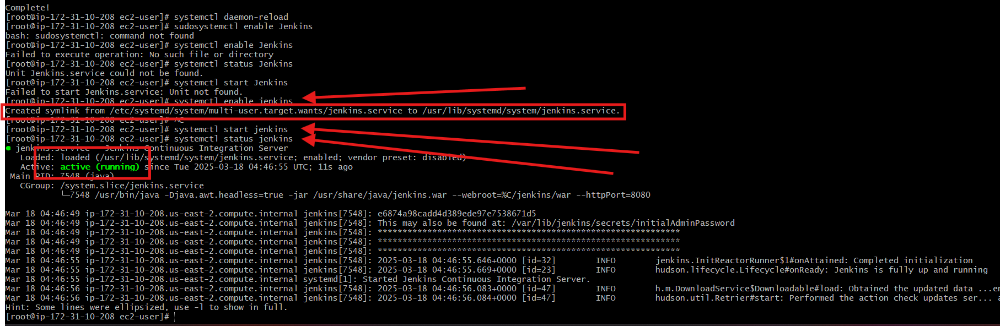 Complete!
[root@ip-172-31-10-208 ec2-user]# systemctl daemon-reload
[root@ip-172-31-10-208 ec2-user]# sudosystemctl enable Jenkins
bash: sudosystemctl: command not found
[root@ip-172-31-10-208 ec2-user]# systemctl enable Jenkins
Failed to execute operation: No such file or directory
[root@ip-172-31-10-208 ec2-user]# systemctl status Jenkins
Unit Jenkins.service could not be found.
[root@ip-172-31-10-208 ec2-user]# systemctl start Jenkins
Failed to start Jenkins.service: Unit not found.
[root@ip-172-31-10-208 ec2-user]# systemctl enable jenkins
Created symlink from /etc/systemd/system/multi-user.target.wants/jenkins.service to /usr/lib/systemd/system/jenkins.service.
[root@ip-172-31-10-208 ec2-user]# ^C
[root@ip-172-31-10-208 ec2-user]# systemctl start jenkins
[root@ip-172-31-10-208 ec2-user]# systemctl status jenkins
● jenkins.service - Jenkins Continuous Integration Server
Loaded: loaded (/usr/lib/systemd/system/jenkins.service; enabled; vendor preset: disabled)
Active: active (running) since Tue 2025-03-18 04:46:55 UTC; 11s ago
Main PID: 7548 (java)
CGroup: /system.slice/jenkins.service
└─7548 /usr/bin/java -Djava.awt.headless=true -jar /usr/share/java/jenkins.war --webroot=%C/jenkins/war --httpPort=8080
Mar 18 04:46:49 ip-172-31-10-208.us-east-2.compute.internal jenkins[7548]: e6874a98cadd4d389ede97e7538671d5
Mar 18 04:46:49 ip-172-31-10-208.us-east-2.compute.internal jenkins[7548]: This may also be found at: /var/lib/jenkins/secrets/initialAdminPassword
Mar 18 04:46:49 ip-172-31-10-208.us-east-2.compute.internal jenkins[7548]: *************************************************************
Mar 18 04:46:49 ip-172-31-10-208.us-east-2.compute.internal jenkins[7548]: *************************************************************
Mar 18 04:46:49 ip-172-31-10-208.us-east-2.compute.internal jenkins[7548]: *************************************************************
Mar 18 04:46:55 ip-172-31-10-208.us-east-2.compute.internal jenkins[7548]: 2025-03-18 04:46:55.646+0000 [id=32] INFO jenkins.InitReactorRunner$1#onAttained: Completed initialization
Mar 18 04:46:55 ip-172-31-10-208.us-east-2.compute.internal jenkins[7548]: 2025-03-18 04:46:55.669+0000 [id=23] INFO hudson.lifecycle.Lifecycle#onReady: Jenkins is fully up and running
Mar 18 04:46:55 ip-172-31-10-208.us-east-2.compute.internal systemd[1]: Started Jenkins Continuous Integration Server.
Mar 18 04:46:56 ip-172-31-10-208.us-east-2.compute.internal jenkins[7548]: 2025-03-18 04:46:56.083+0000 [id=47] INFO h.m.DownloadService$Downloadable#load: Obtained the updated data ...en
Mar 18 04:46:56 ip-172-31-10-208.us-east-2.compute.internal jenkins[7548]: 2025-03-18 04:46:56.084+0000 [id=47] INFO hudson.util.Retrier#start: Performed the action check updates ser... a
Hint: Some lines were ellipsized, use -l to show in full.
[root@ip-172-31-10-208 ec2-user]#